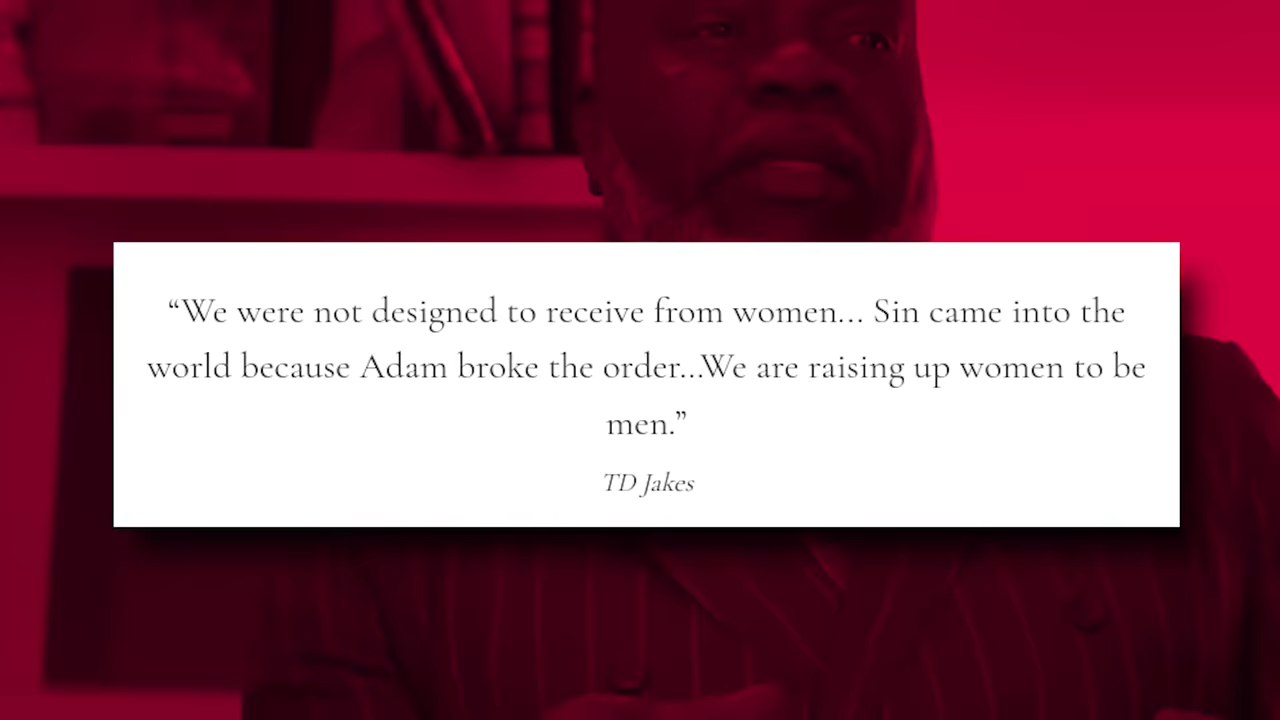 “We were not designed to receive from women... Sin came into the
world because Adam broke the order...We are raising up women to be
men.”
TD Jakes